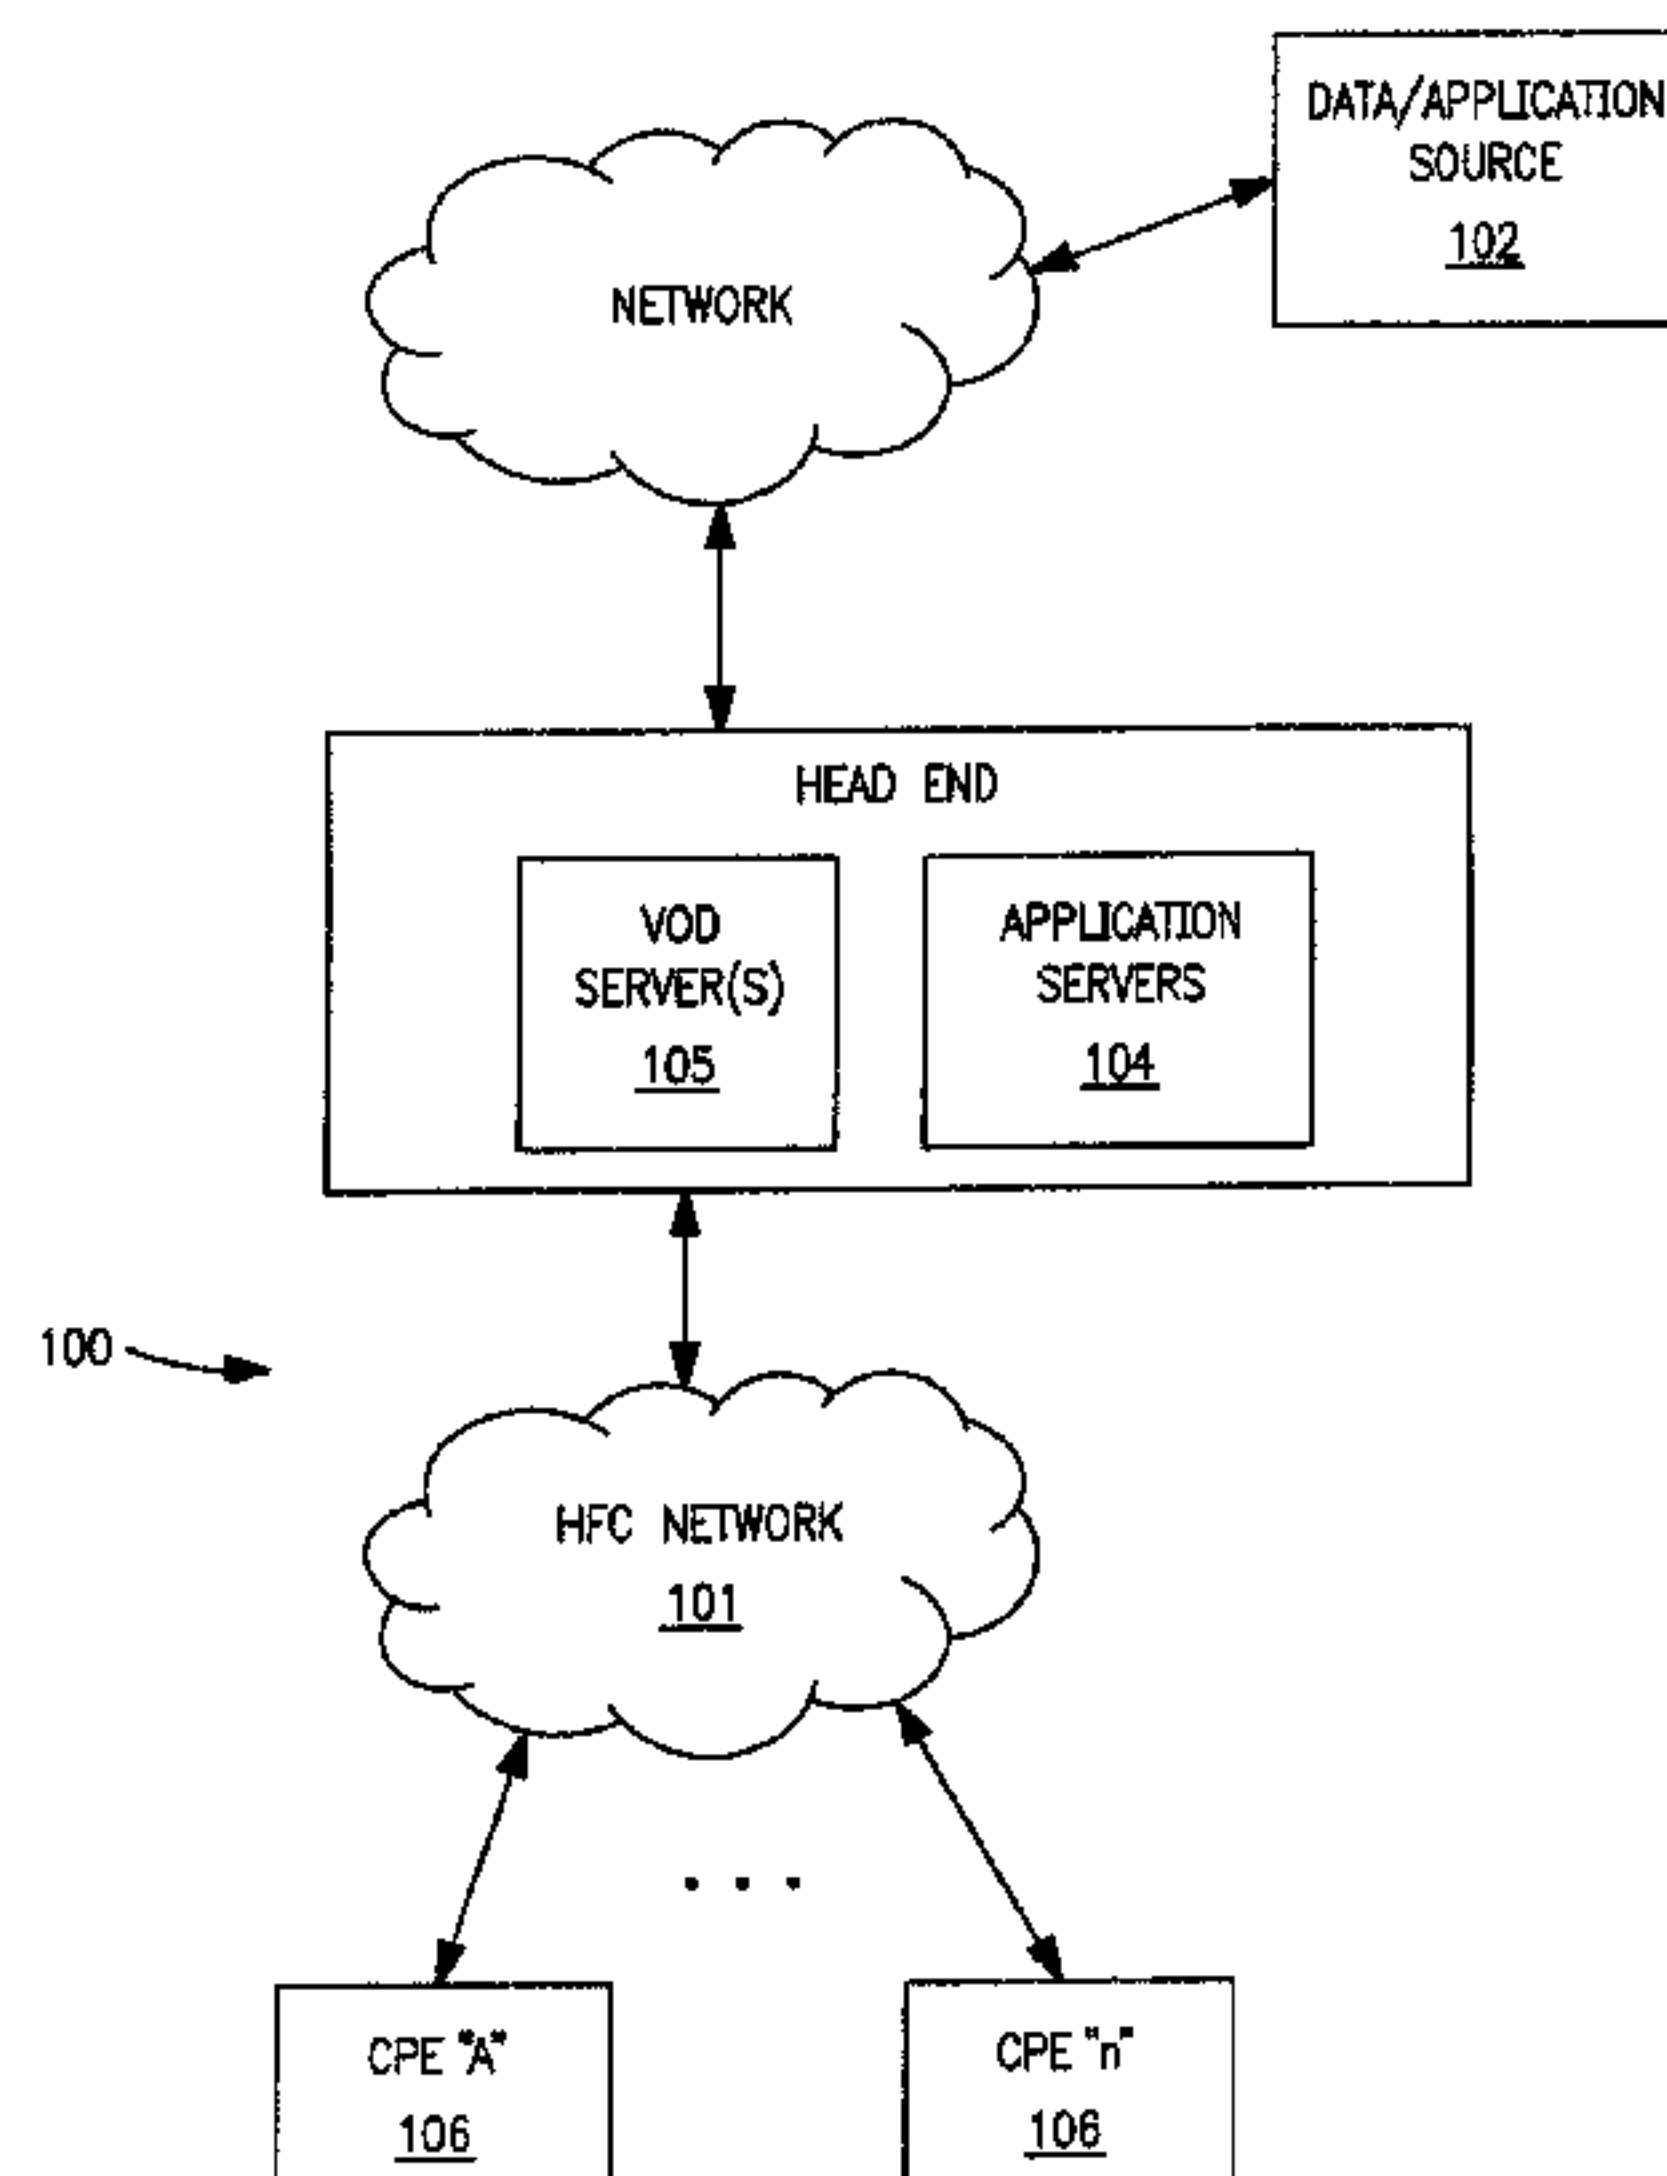 DATA/APPLICATION
SOURCE
102
NETWORK
HEAD END
VOD
SERVER(S)
105
APPLICATION
SERVERS
104
100
HFC NETWORK
101
CPE "A"
106
CPE "n"
106